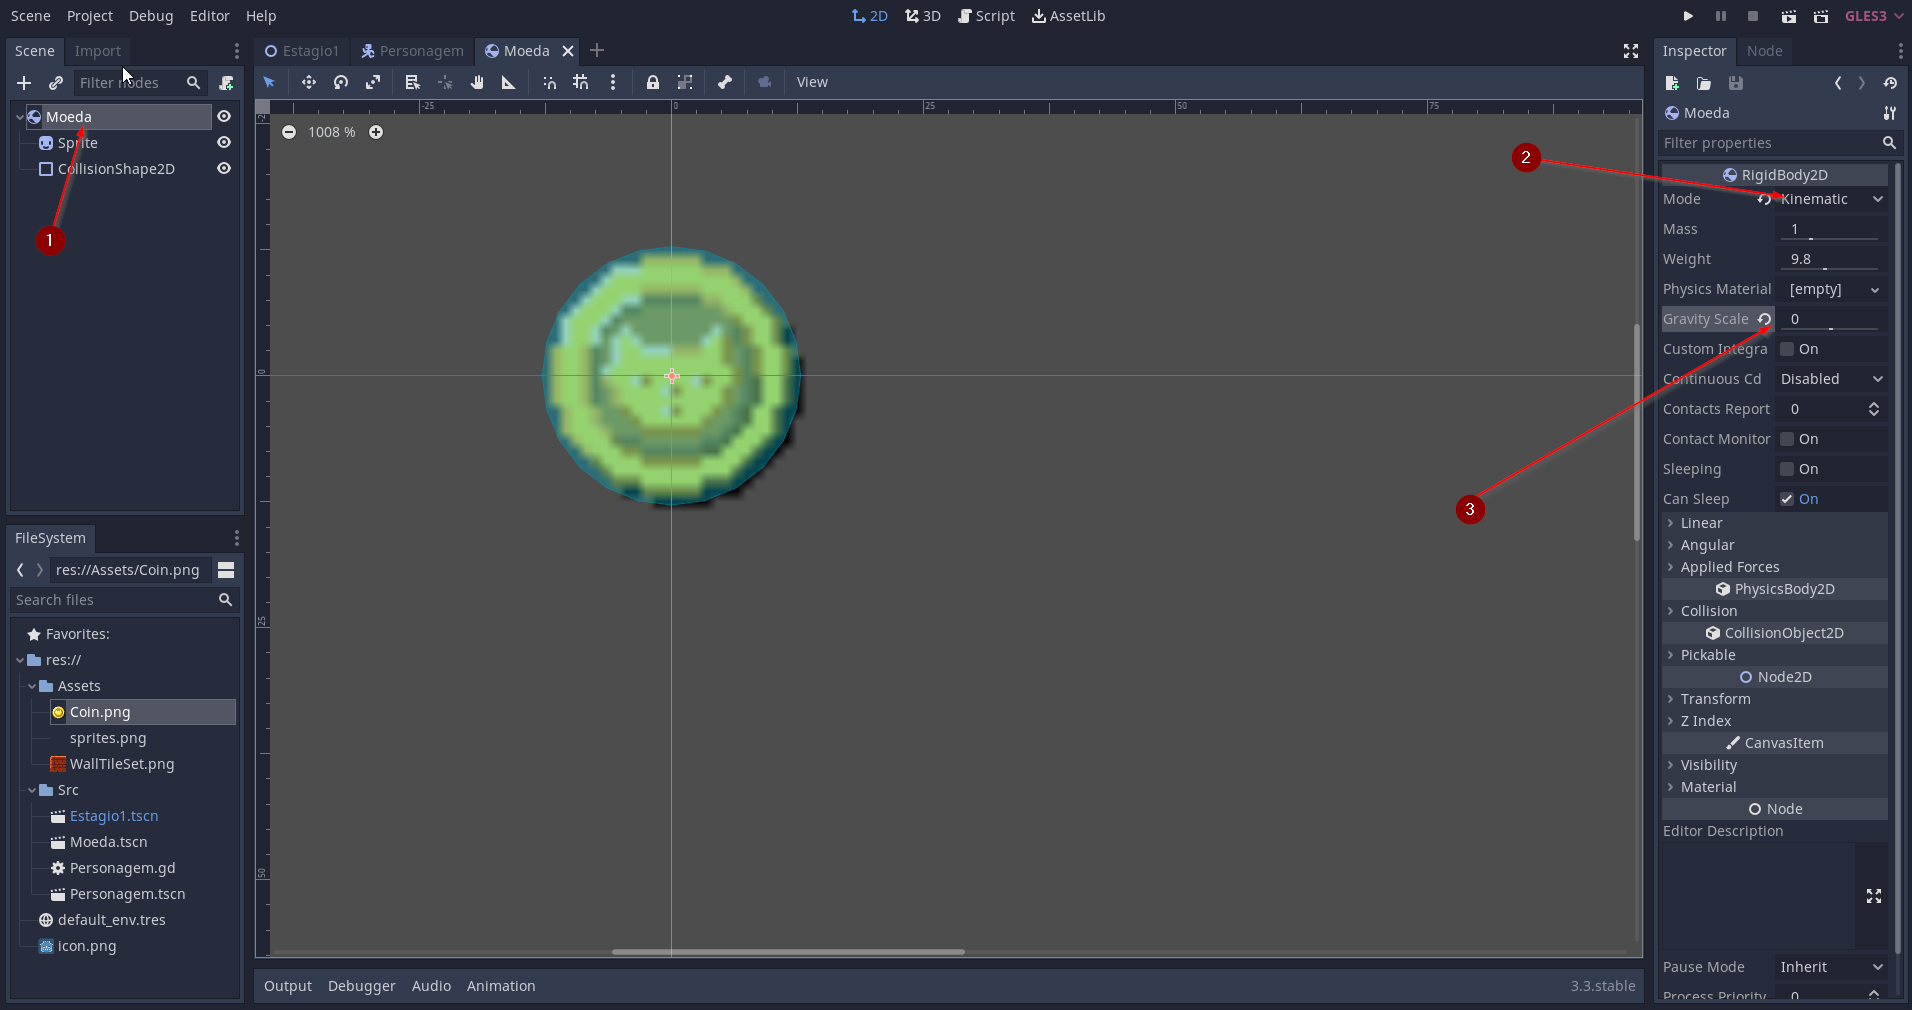 Scene Project Debug Editor Help
2D 3D Script AssetLib
GLES3
Scene Import
Filter nodes
Moeda
Sprite
CollisionShape2D
1
FileSystem
res://Assets/Coin.png
Search files
Favorites:
res://
Assets
Coin.png
sprites.png
WallTileSet.png
Src
Estagio1.tscn
Moeda.tscn
Personagem.gd
Personagem.tscn
default_env.tres
icon.png
Estagio1 Personagem Moeda
View
-25 0 25 50 75
1008 %
0
25
50
2
3
Output Debugger Audio Animation 3.3.stable
Inspector Node
Moeda
Filter properties
RigidBody2D
Mode Kinematic
Mass 1
Weight 9.8
Physics Material [empty]
Gravity Scale 0
Custom Integra On
Continuous Cd Disabled
Contacts Report 0
Contact Monitor On
Sleeping On
Can Sleep On
Linear
Angular
Applied Forces
PhysicsBody2D
Collision
CollisionObject2D
Pickable
Node2D
Transform
Z Index
CanvasItem
Visibility
Material
Node
Editor Description
Pause Mode Inherit
Process Priority 0